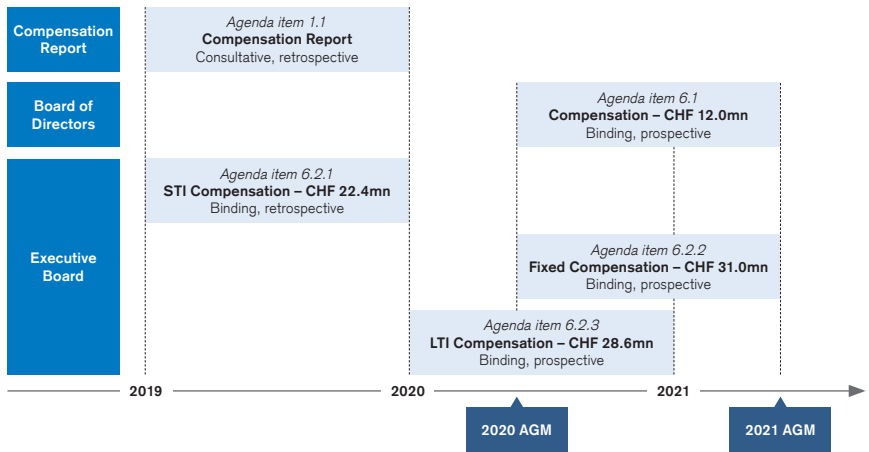 Compensation
Report
Agenda item 1.1
Compensation Report
Consultative, retrospective
Board of
Directors
Agenda item 6.1
Compensation – CHF 12.0mn
Binding, prospective
Executive
Board
Agenda item 6.2.1
STI Compensation – CHF 22.4mn
Binding, retrospective
Agenda item 6.2.2
Fixed Compensation – CHF 31.0mn
Binding, prospective
Agenda item 6.2.3
LTI Compensation – CHF 28.6mn
Binding, prospective
2019
2020
2021
2020 AGM
2021 AGM